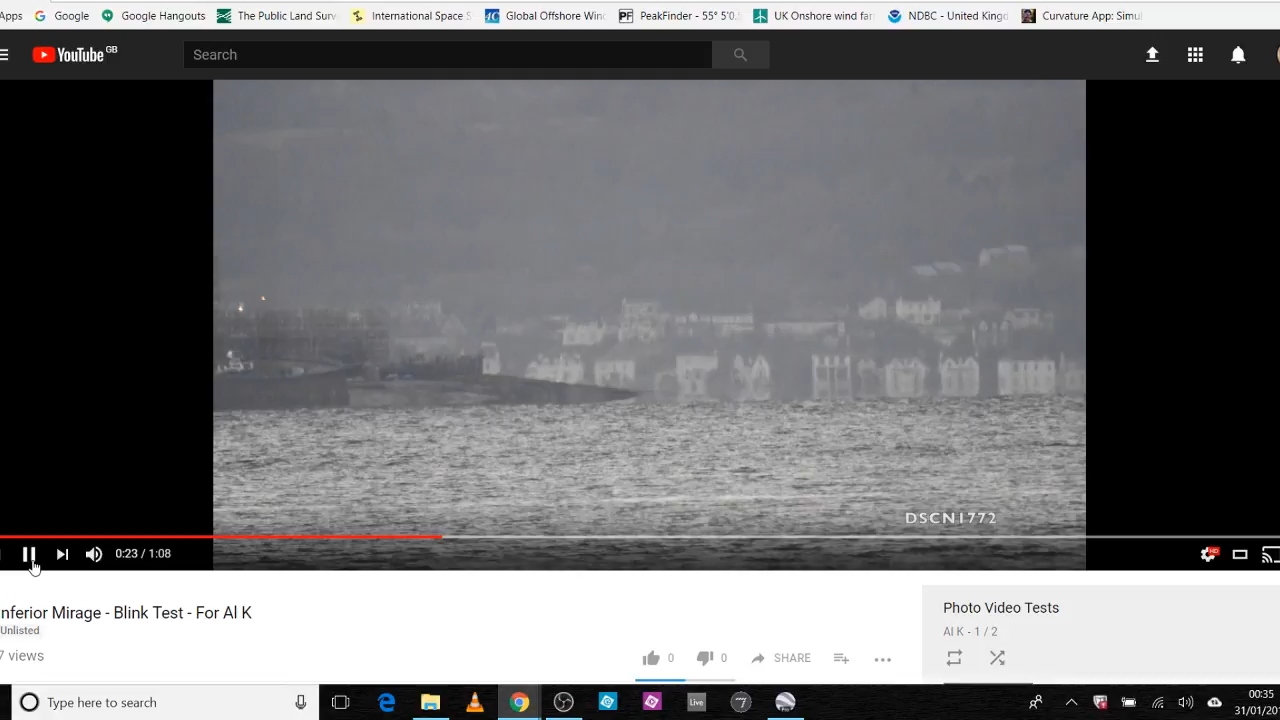 Apps Google Google Hangouts The Public Land Surv International Space S Global Offshore Wind PeakFinder - 55° 5'0. UK Onshore wind far NDBC - United Kingd Curvature App: Simul
YouTube GB
Search
DSCN1772
0:23 / 1:08
HD
nferior Mirage - Blink Test - For Al K
Unlisted
7 views
0 0 SHARE
Photo Video Tests
Al K - 1 / 2
Type here to search
Live
00:35
31/01/20